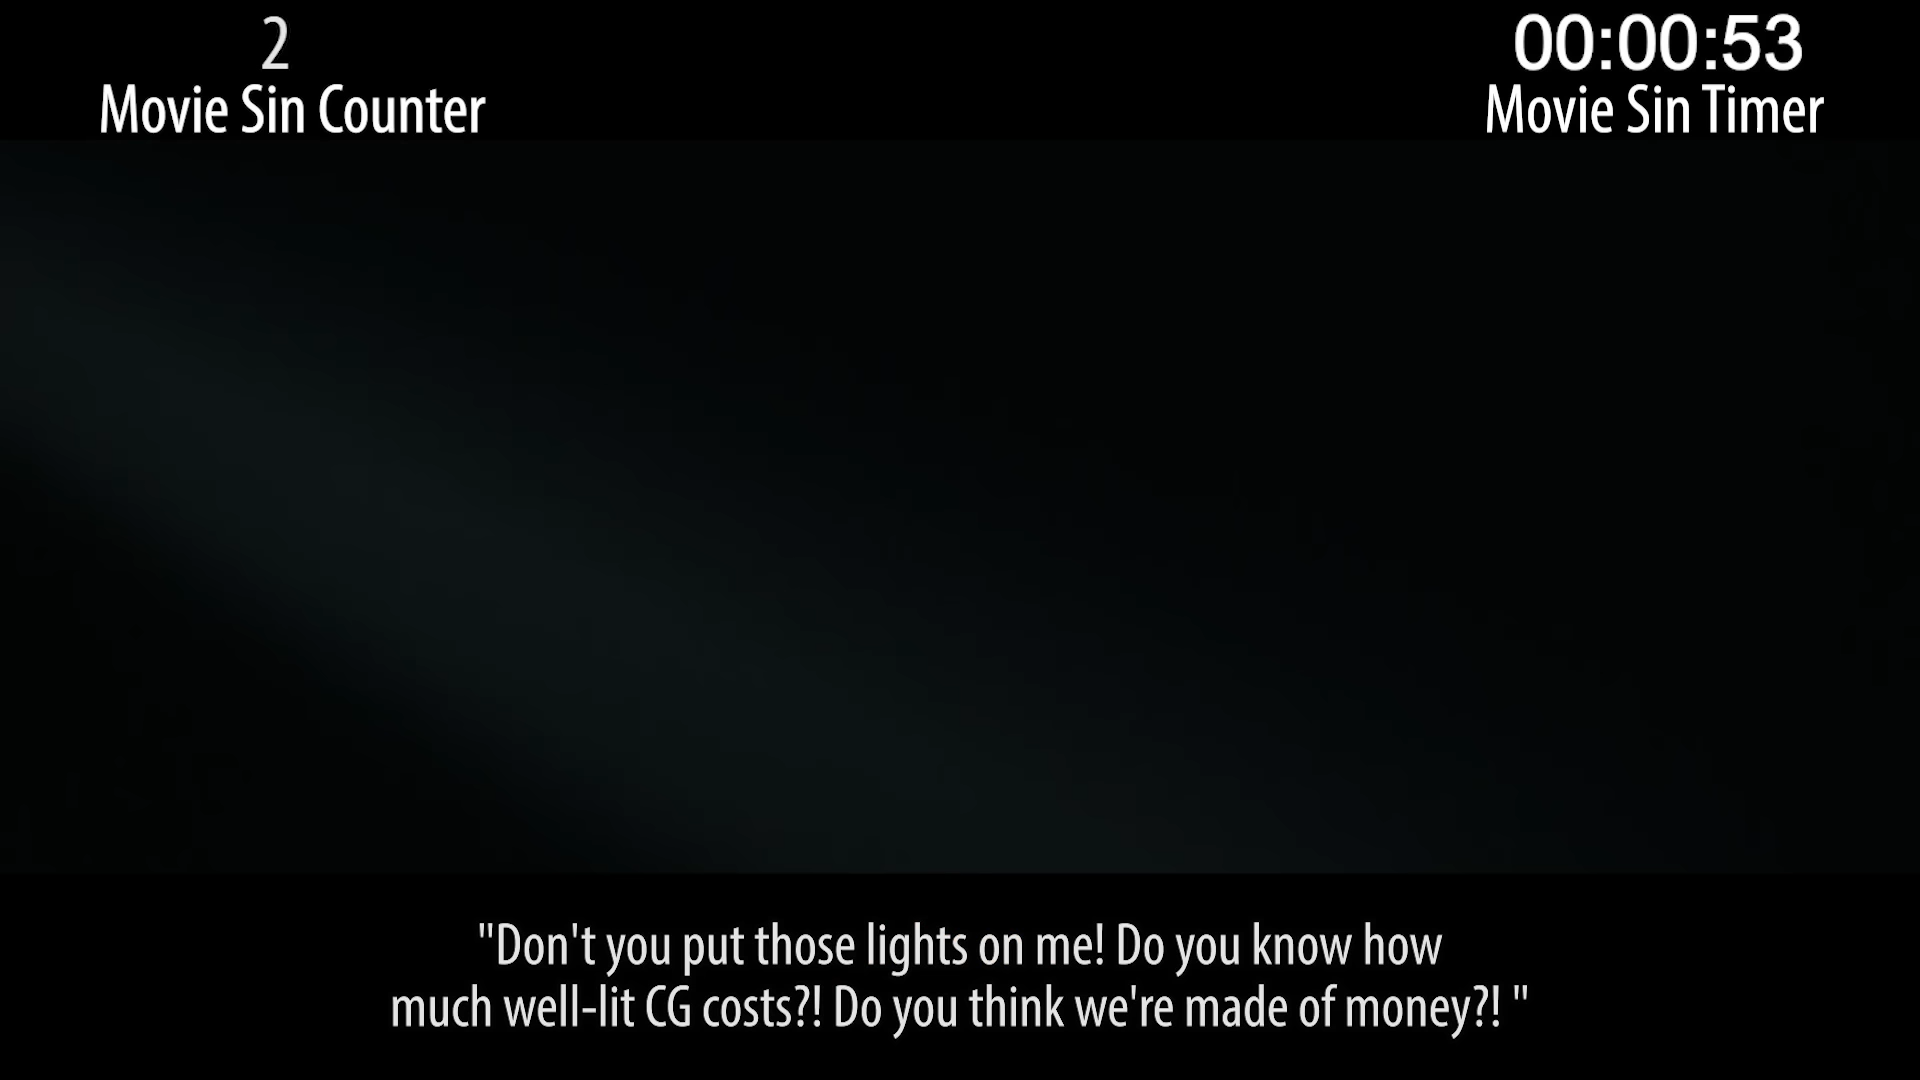 2
Movie Sin Counter
00:00:53
Movie Sin Timer
"Don't you put those lights on me! Do you know how
much well-lit CG costs?! Do you think we're made of money?! "